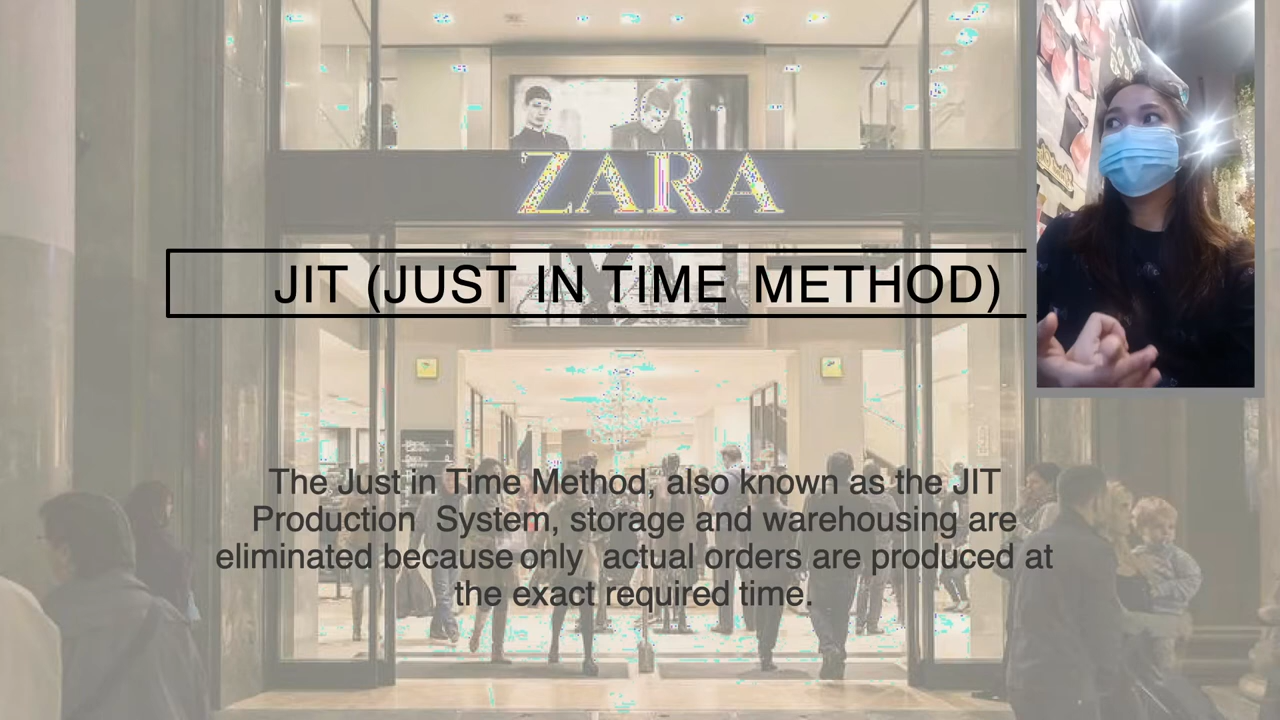 ZARA
JIT (JUST IN TIME METHOD)
The Just in Time Method, also known as the JIT
Production System, storage and warehousing are
eliminated because only actual orders are produced at
the exact required time.